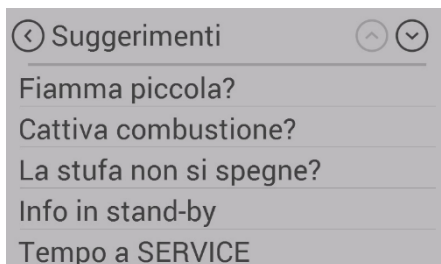 Suggerimenti
Fiamma piccola?
Cattiva combustione?
La stufa non si spegne?
Info in stand-by
Tempo a SERVICE